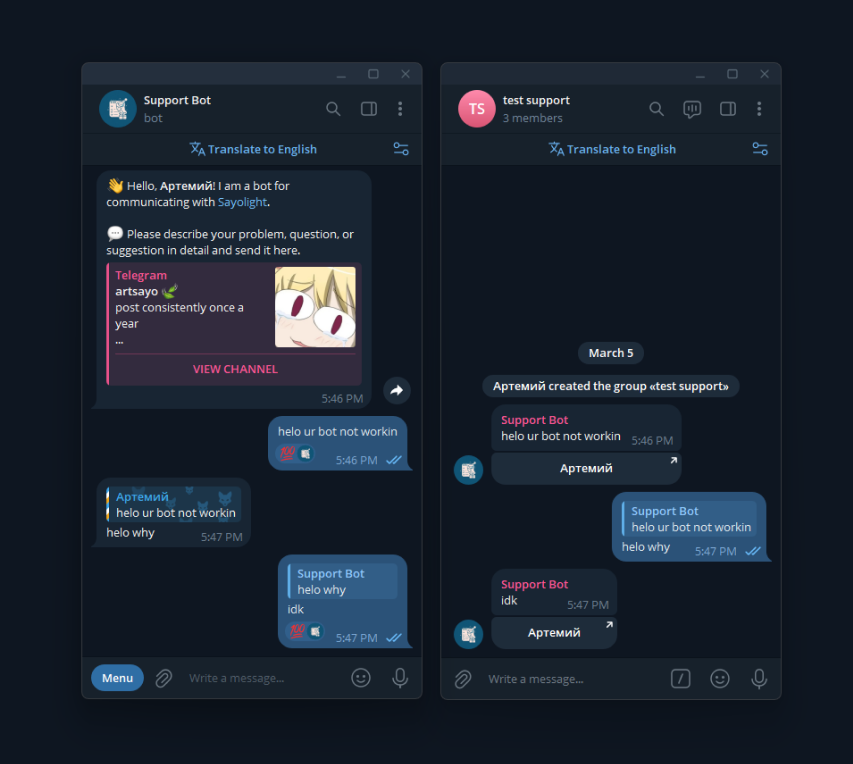 Support Bot
bot
Translate to English
👋 Hello, Артемий! I am a bot for
communicating with Sayolight.
💬 Please describe your problem, question, or
suggestion in detail and send it here.
Telegram
artsayo 🌿
post consistently once a
year
...
VIEW CHANNEL
5:46 PM
helo ur bot not workin
💯
5:46 PM
Артемий
helo ur bot not workin
helo why
5:47 PM
Support Bot
helo why
idk
💯
5:47 PM
Menu
Write a message...
TS
test support
3 members
Translate to English
March 5
Артемий created the group «test support»
Support Bot
helo ur bot not workin
5:46 PM
Артемий
Support Bot
helo ur bot not workin
helo why
5:47 PM
Support Bot
idk
5:47 PM
Артемий
Write a message...